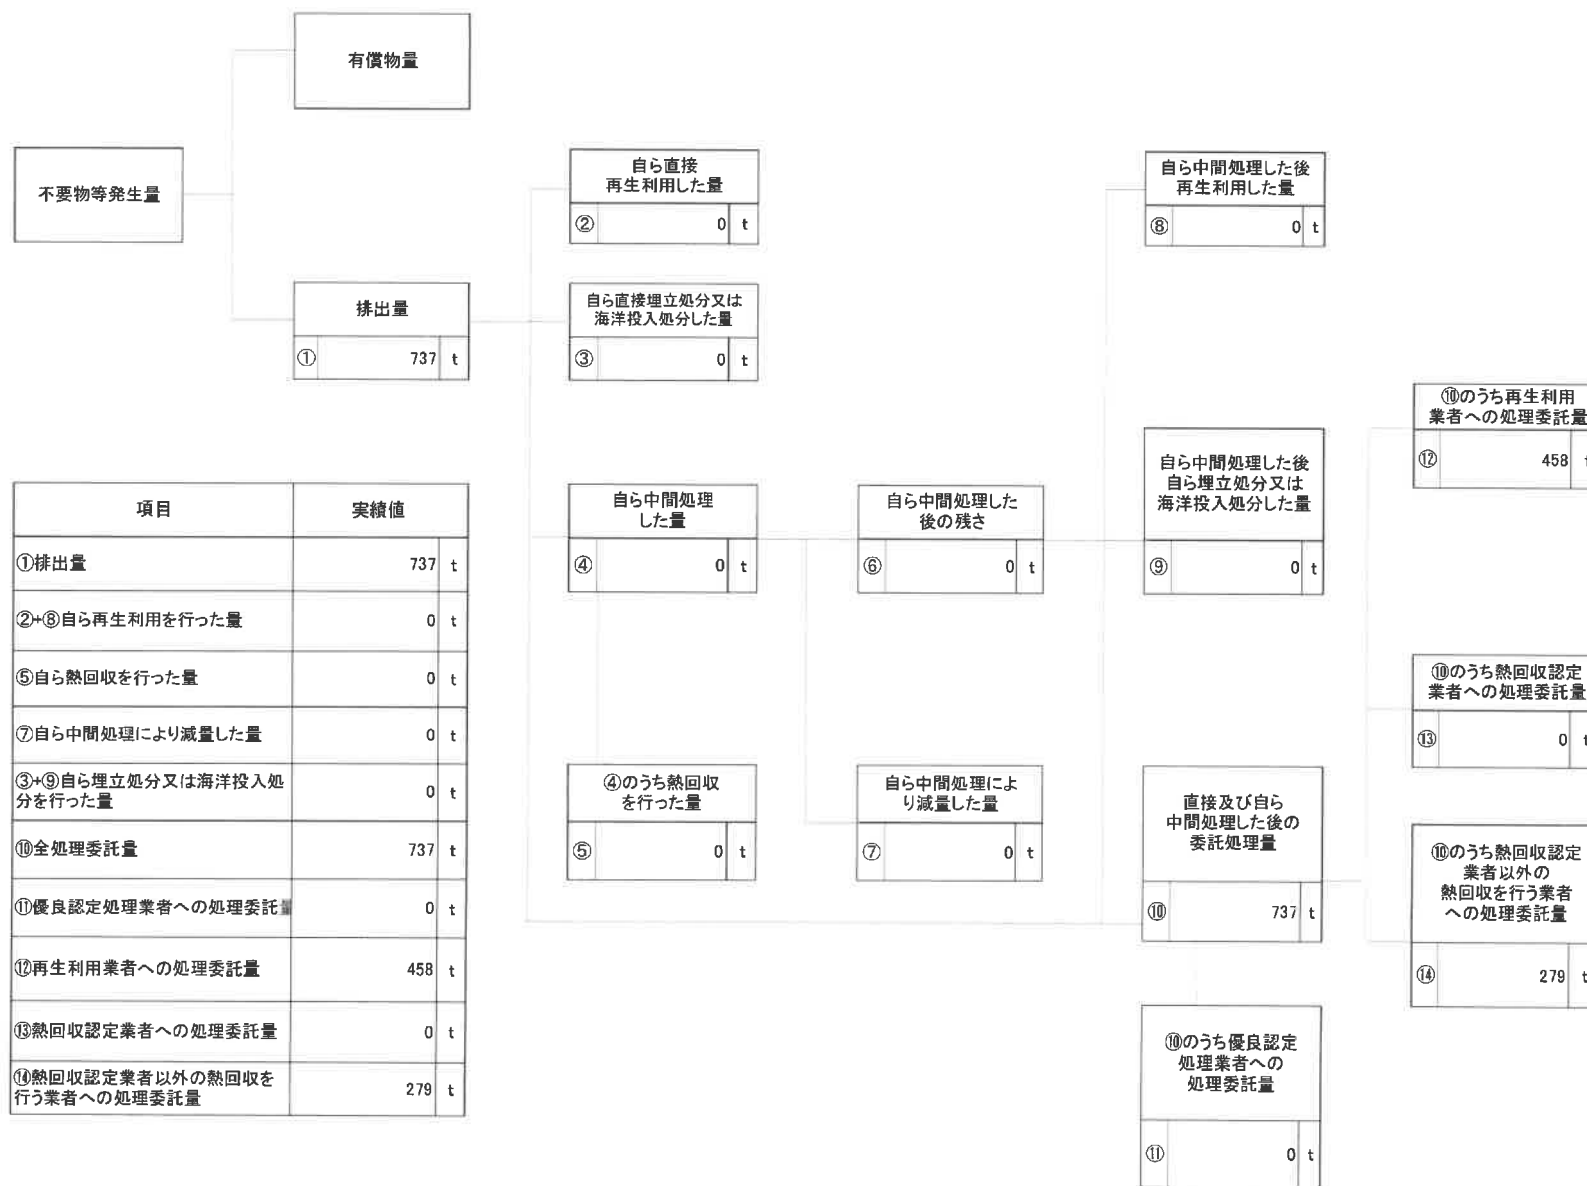 有償物量
不要物等発生量
排出量
① 737 t
自ら直接
再生利用した量
② 0 t
自ら直接埋立処分又は
海洋投入処分した量
③ 0 t
自ら中間処理
した量
④ 0 t
④のうち熱回収
を行った量
⑤ 0 t
自ら中間処理した
後の残さ
⑥ 0 t
自ら中間処理によ
り減量した量
⑦ 0 t
自ら中間処理した後
再生利用した量
⑧ 0 t
自ら中間処理した後
自ら埋立処分又は
海洋投入処分した量
⑨ 0 t
直接及び自ら
中間処理した後の
委託処理量
⑩ 737 t
⑩のうち優良認定
処理業者への
処理委託量
⑪ 0 t
⑩のうち再生利用
業者への処理委託量
⑫ 458 t
⑩のうち熱回収認定
業者への処理委託量
⑬ 0 t
⑩のうち熱回収認定
業者以外の
熱回収を行う業者
への処理委託量
⑭ 279 t
項目 実績値
①排出量 737 t
②+⑧自ら再生利用を行った量 0 t
⑤自ら熱回収を行った量 0 t
⑦自ら中間処理により減量した量 0 t
③+⑨自ら埋立処分又は海洋投入処
分を行った量 0 t
⑩全処理委託量 737 t
⑪優良認定処理業者への処理委託量 0 t
⑫再生利用業者への処理委託量 458 t
⑬熱回収認定業者への処理委託量 0 t
⑭熱回収認定業者以外の熱回収を
行う業者への処理委託量 279 t